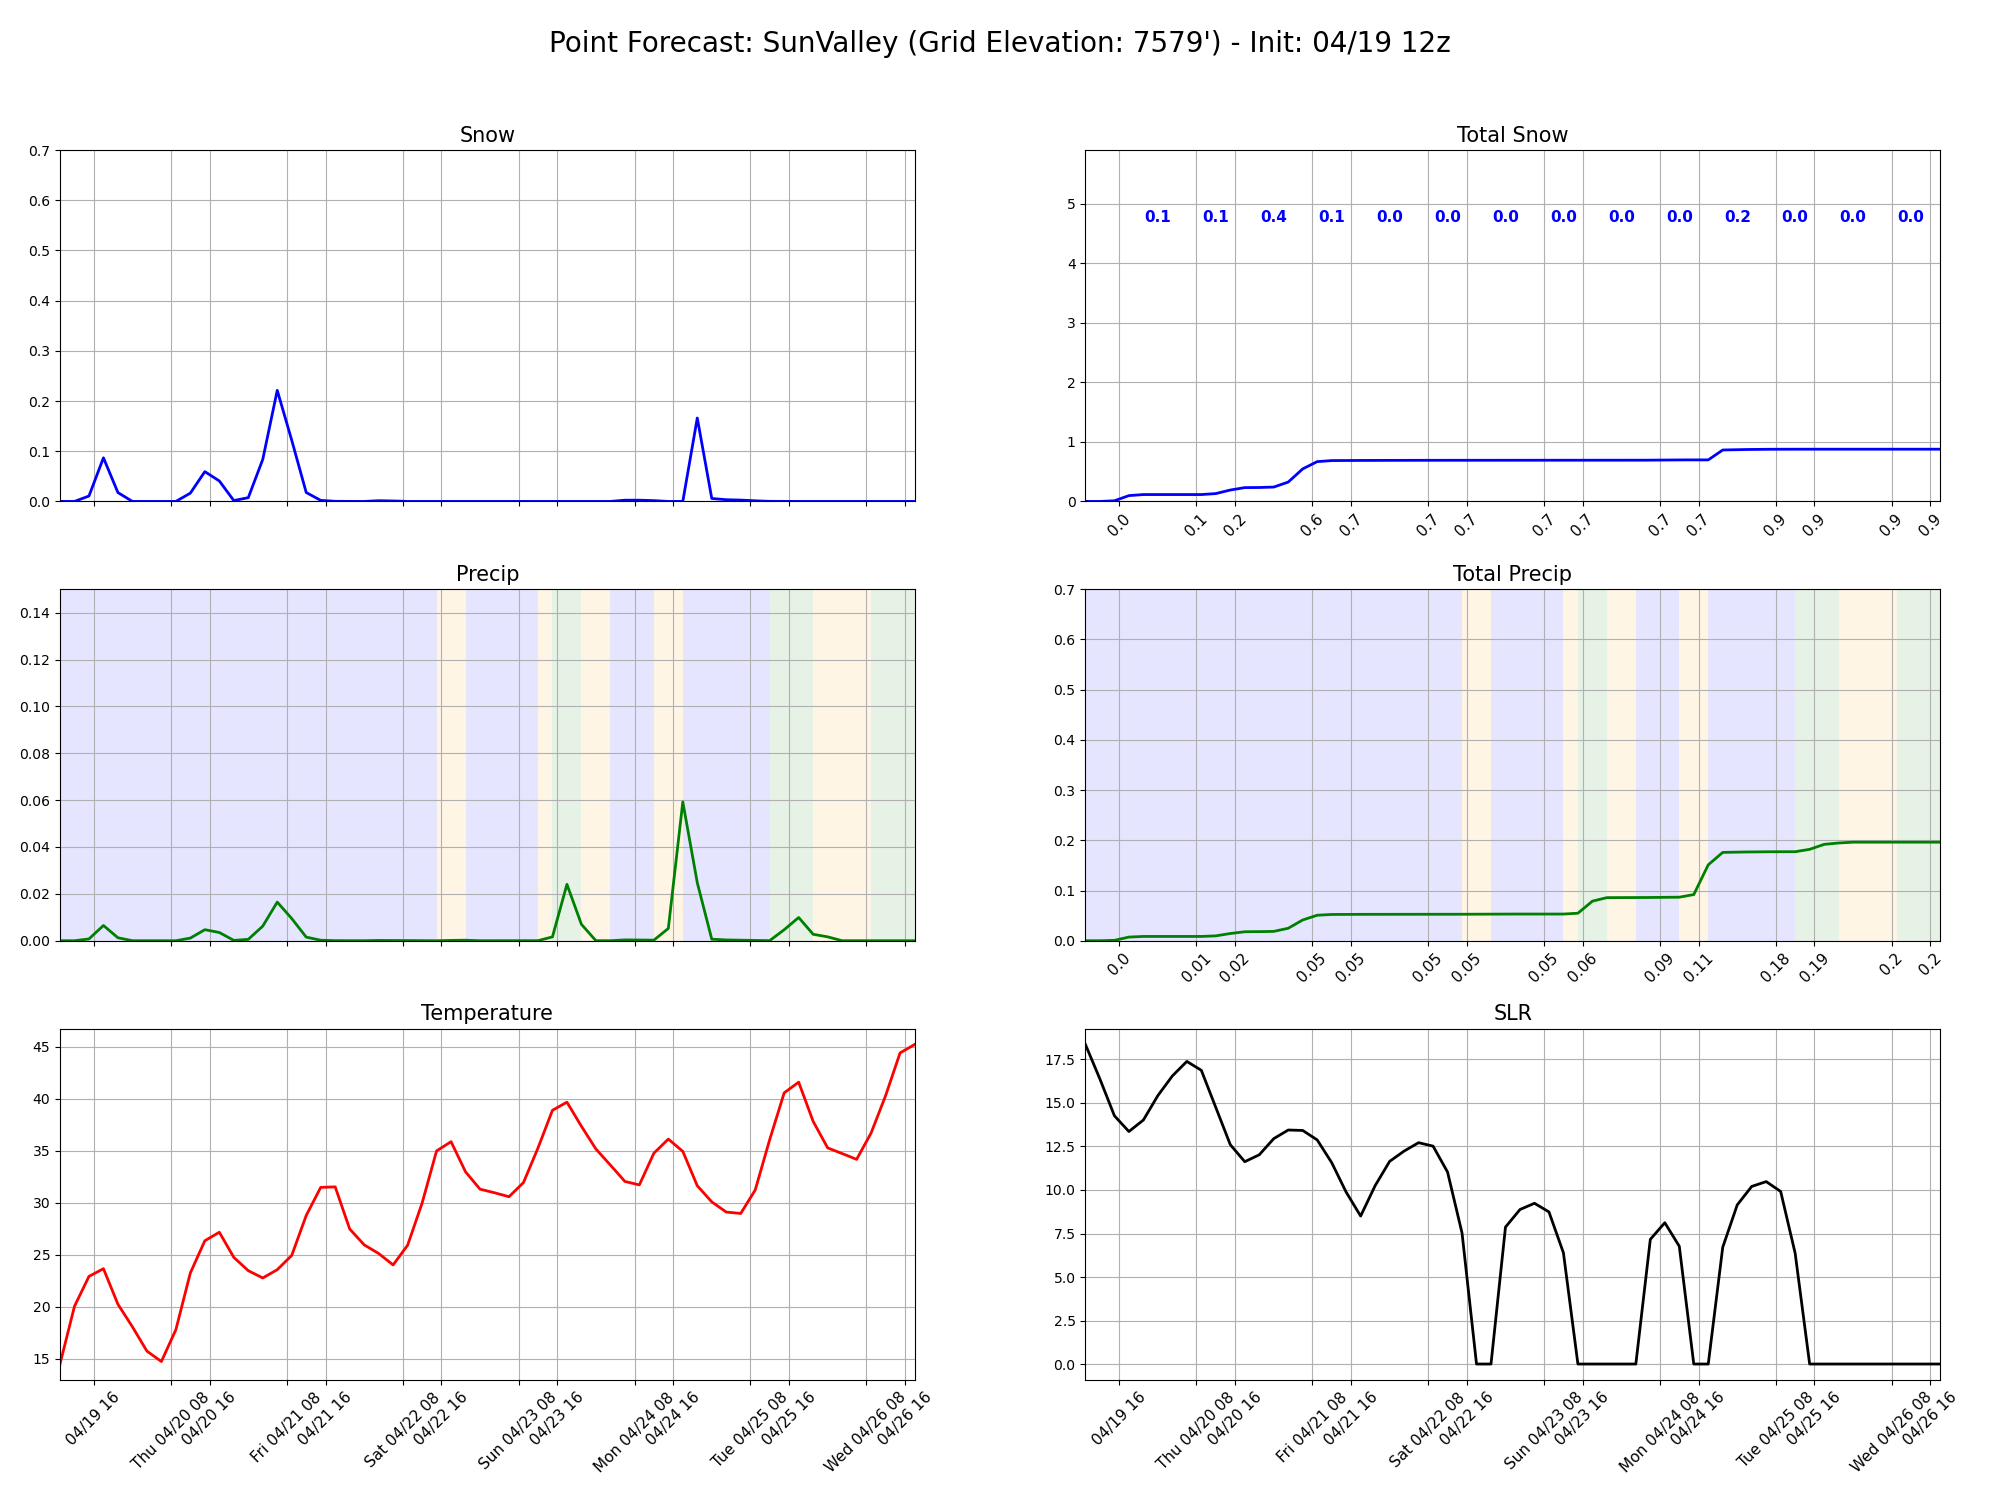 Point Forecast: SunValley (Grid Elevation: 7579') - Init: 04/19 12z
Snow
0.7
0.6
0.5
0.4
0.3
0.2
0.1
0.0
Total Snow
5
4
3
2
1
0
0.1 0.1 0.4 0.1 0.0 0.0 0.0 0.0 0.0 0.0 0.2 0.0 0.0 0.0
0.0 0.1 0.2 0.6 0.7 0.7 0.7 0.7 0.7 0.7 0.7 0.9 0.9 0.9 0.9
Precip
0.14
0.12
0.10
0.08
0.06
0.04
0.02
0.00
Total Precip
0.7
0.6
0.5
0.4
0.3
0.2
0.1
0.0
0.0 0.01 0.02 0.05 0.05 0.05 0.05 0.05 0.06 0.09 0.11 0.18 0.19 0.2 0.2
Temperature
45
40
35
30
25
20
15
04/19 16
Thu 04/20 08
04/20 16
Fri 04/21 08
04/21 16
Sat 04/22 08
04/22 16
Sun 04/23 08
04/23 16
Mon 04/24 08
04/24 16
Tue 04/25 08
04/25 16
Wed 04/26 08
04/26 16
SLR
17.5
15.0
12.5
10.0
7.5
5.0
2.5
0.0
04/19 16
Thu 04/20 08
04/20 16
Fri 04/21 08
04/21 16
Sat 04/22 08
04/22 16
Sun 04/23 08
04/23 16
Mon 04/24 08
04/24 16
Tue 04/25 08
04/25 16
Wed 04/26 08
04/26 16